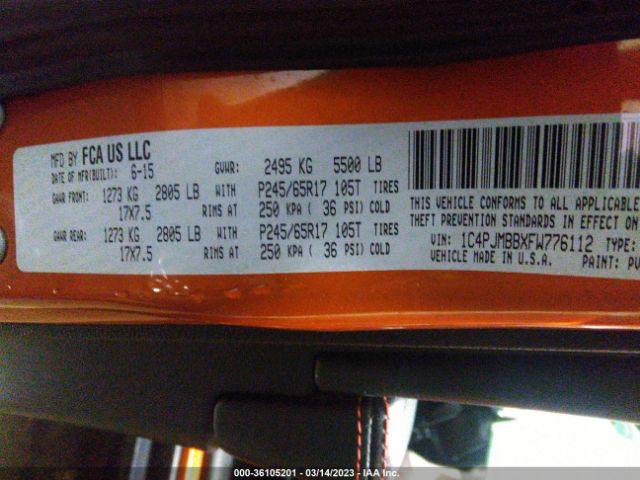 MFD BY FCA US LLC
DATE OF MFR(BUILT): 6-15 GVWR: 2495 KG 5500 LB
GAWR FRONT: 1273 KG 2805 LB WITH P245/65R17 105T TIRES
17X7.5 RIMS AT 250 KPA ( 36 PSI) COLD
GAWR REAR: 1273 KG 2805 LB WITH P245/65R17 105T TIRES
17X7.5 RIMS AT 250 KPA ( 36 PSI) COLD
THIS VEHICLE CONFORMS TO ALL APPLICABLE
THEFT PREVENTION STANDARDS IN EFFECT ON
VIN: 1C4PJMBBXFW776112 TYPE:
VEHICLE MADE IN U.S.A. PAINT:
000-36105201 - 03/14/2023 - IAA Inc.